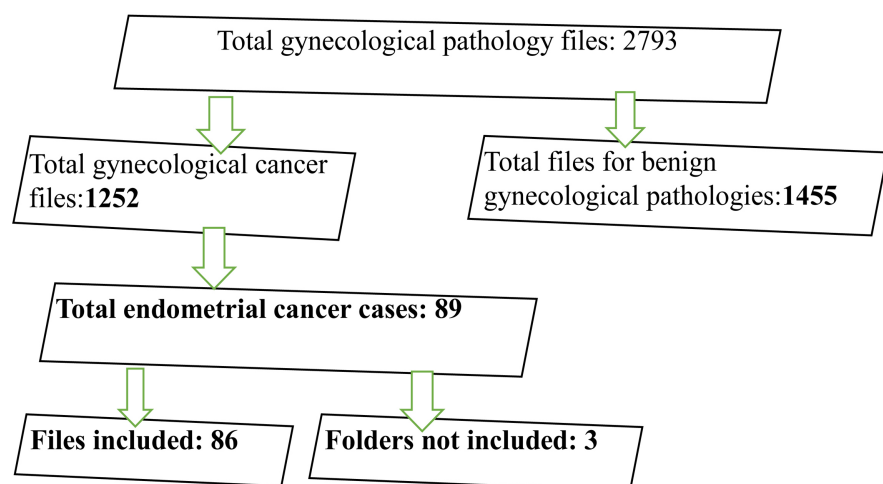 Total gynecological pathology files: 2793
Total gynecological cancer
files:1252
Total files for benign
gynecological pathologies:1455
Total endometrial cancer cases: 89
Files included: 86
Folders not included: 3